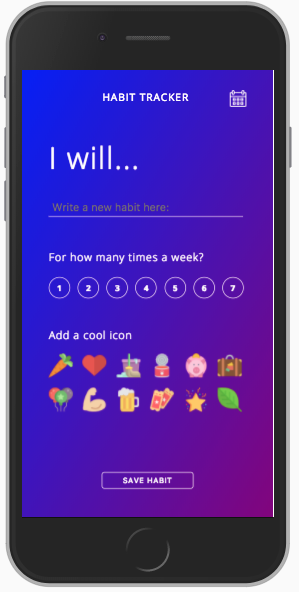 HABIT TRACKER
I will...
Write a new habit here:
For how many times a week?
1 2 3 4 5 6 7
Add a cool icon
SAVE HABIT